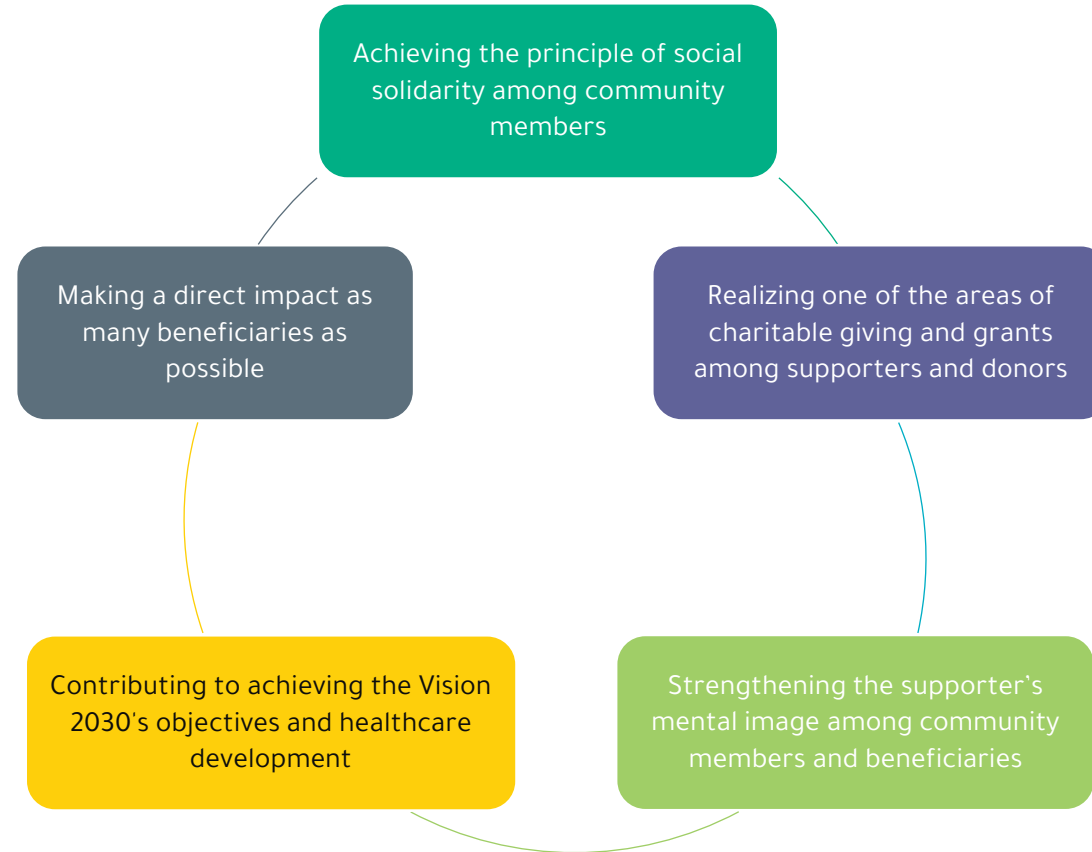 Achieving the principle of social
solidarity among community
members
Realizing one of the areas of
charitable giving and grants
among supporters and donors
Strengthening the supporter's
mental image among community
members and beneficiaries
Contributing to achieving the Vision
2030's objectives and healthcare
development
Making a direct impact as
many beneficiaries as
possible